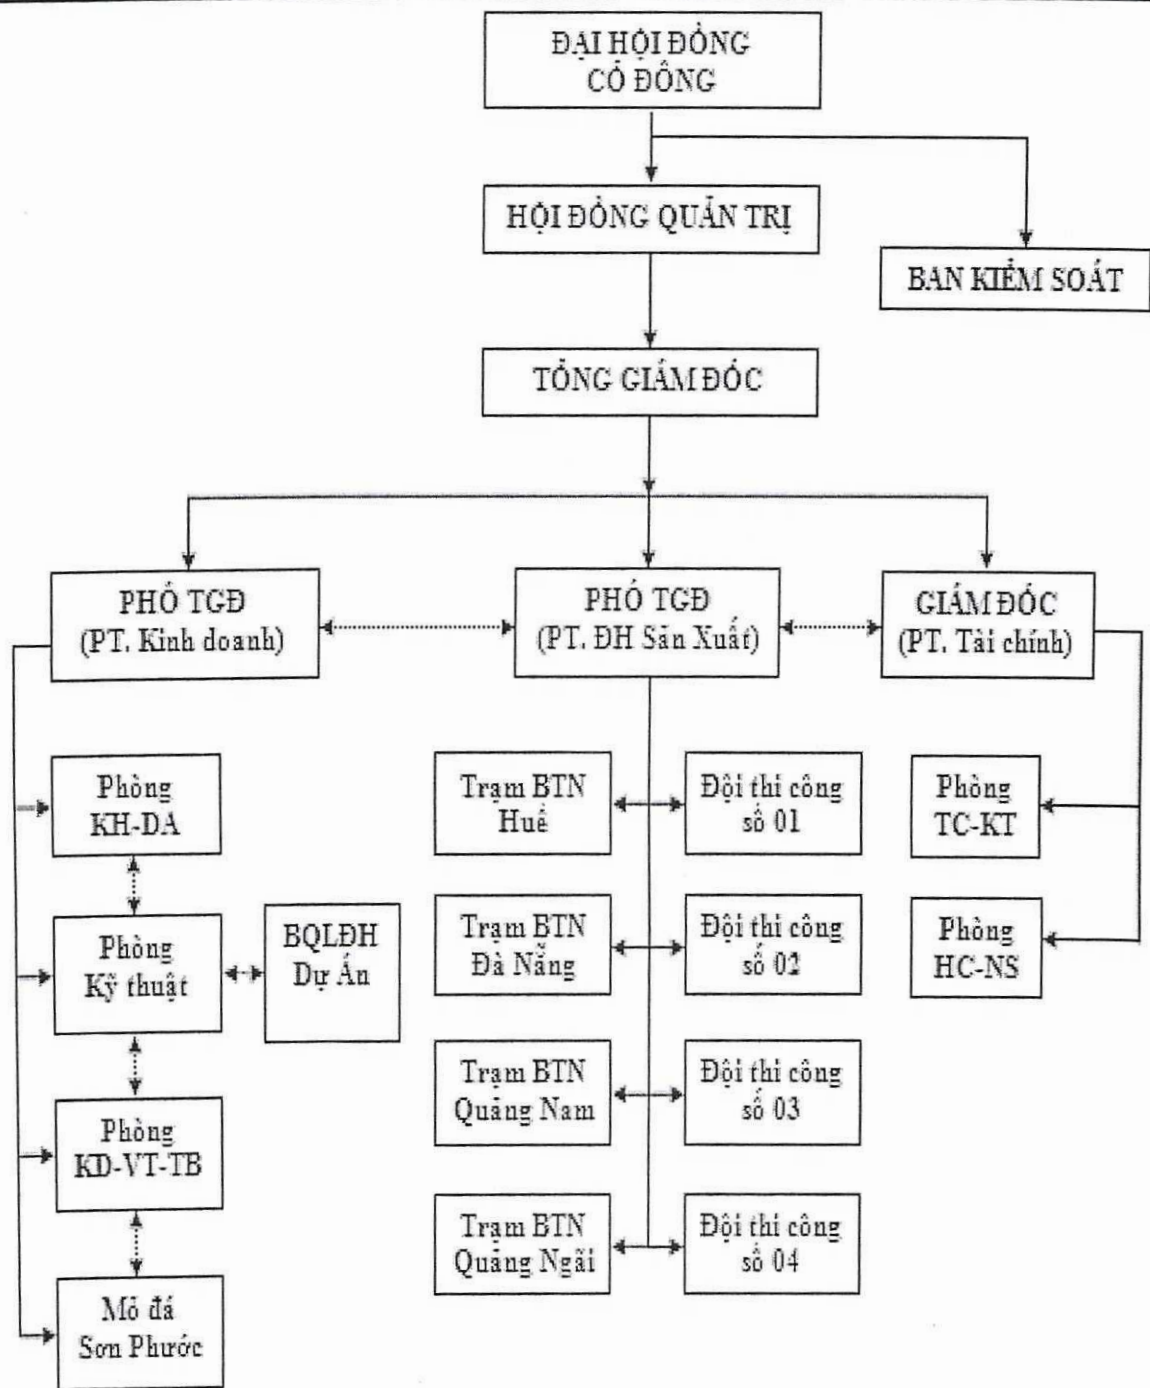 ĐẠI HỘI ĐỒNG
CỔ ĐÔNG
HỘI ĐỒNG QUẢN TRỊ
BAN KIỂM SOÁT
TỔNG GIÁM ĐỐC
PHÓ TGĐ
(PT. Kinh doanh)
PHÓ TGĐ
(PT. ĐH Sản Xuất)
GIÁM ĐỐC
(PT. Tài chính)
Phòng
KH-DA
Phòng
Kỹ thuật
BQLĐH
Dự Án
Phòng
KD-VT-TB
Mỏ đá
Sơn Phước
Trạm BTN
Huế
Đội thi công
số 01
Trạm BTN
Đà Nẵng
Đội thi công
số 02
Trạm BTN
Quảng Nam
Đội thi công
số 03
Trạm BTN
Quảng Ngãi
Đội thi công
số 04
Phòng
TC-KT
Phòng
HC-NS